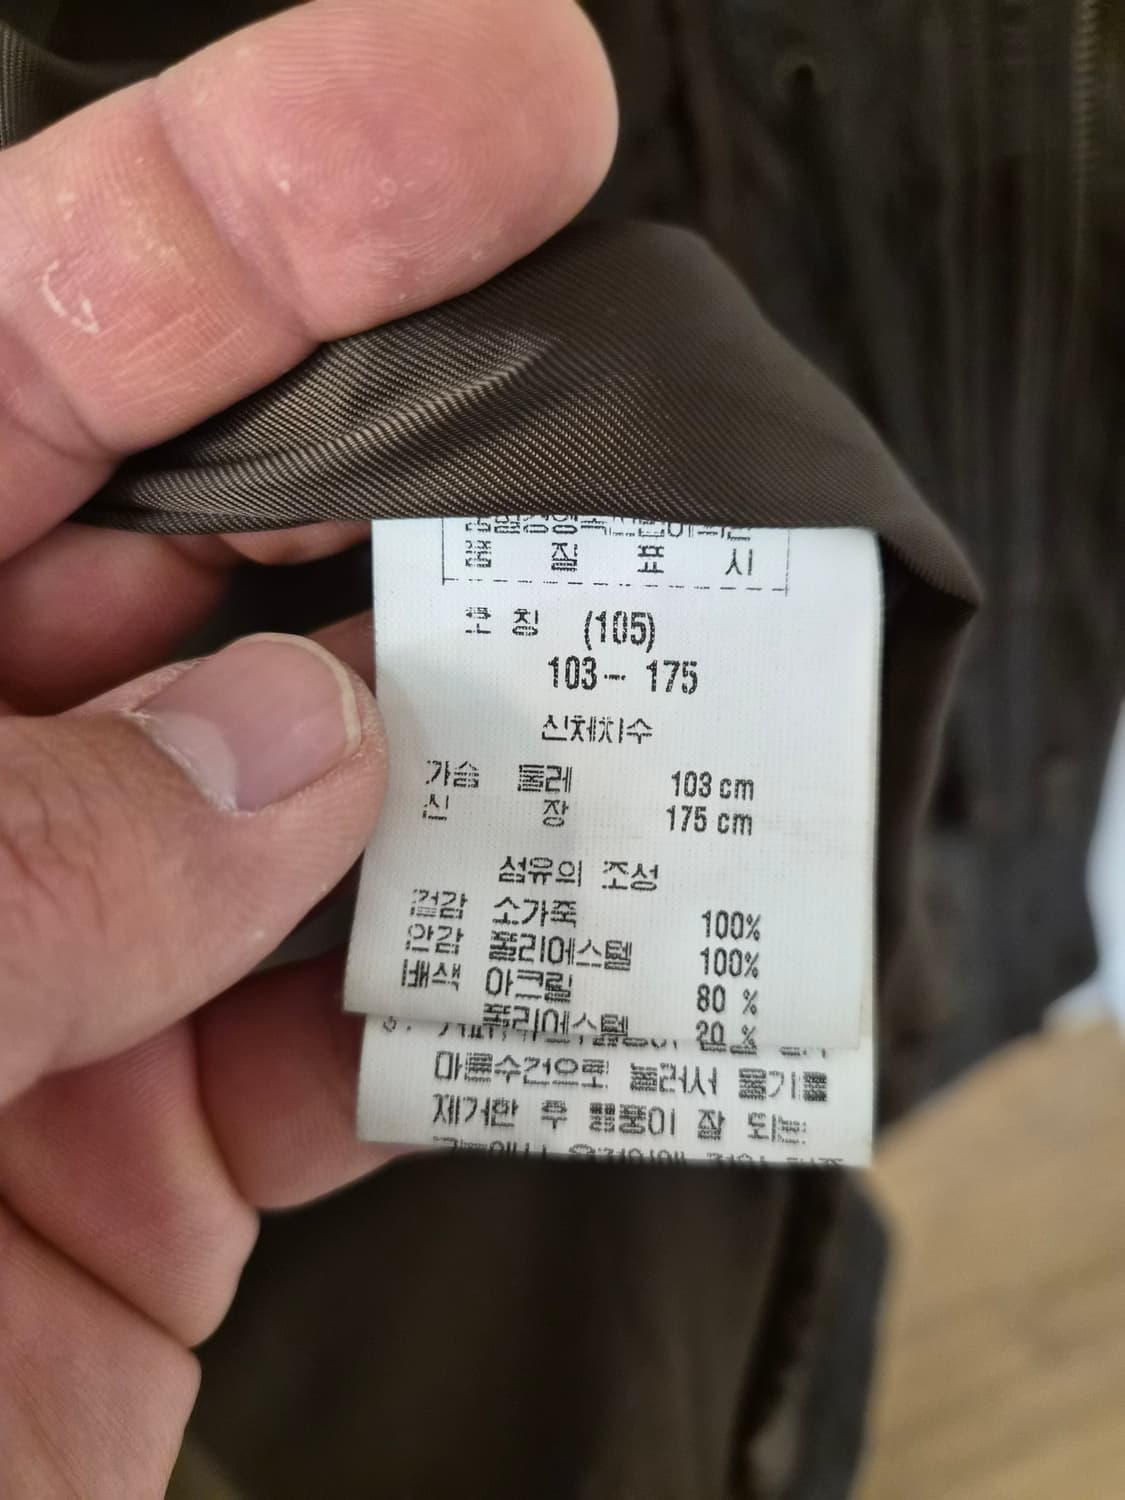 품 질 표 시
호 칭 (105)
103-- 175
신체치수
가슴 둘레 103 cm
신 장 175 cm
섬유의 조성
겉감 소가죽 100%
안감 폴리에스텔 100%
배색 아크릴 80 %
폴리에스텔 20 %
마른수건으로 눌러서 물기를
제거한 후 통풍이 잘 되는